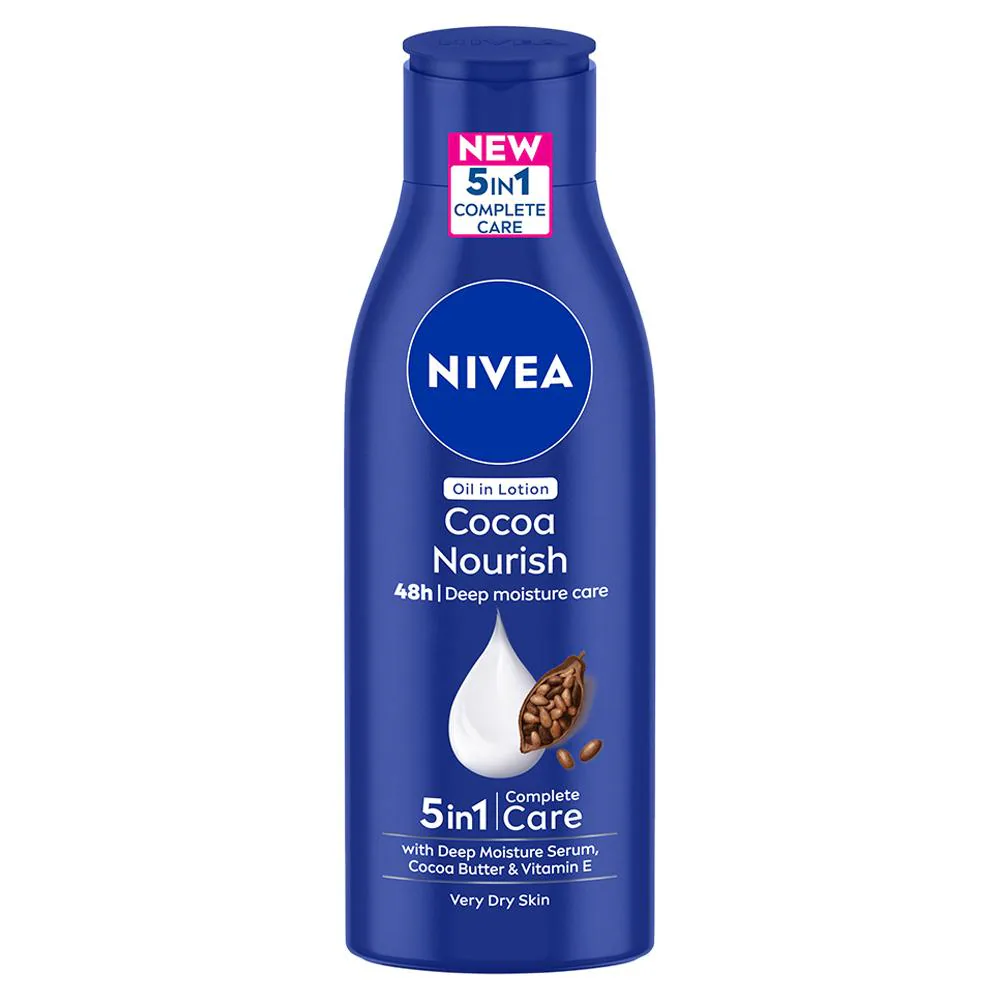 NIVEA
NEW
5IN1
COMPLETE
CARE
NIVEA
Oil in Lotion
Cocoa
Nourish
48h | Deep moisture care
5in1 | Complete
Care
with Deep Moisture Serum,
Cocoa Butter & Vitamin E
Very Dry Skin